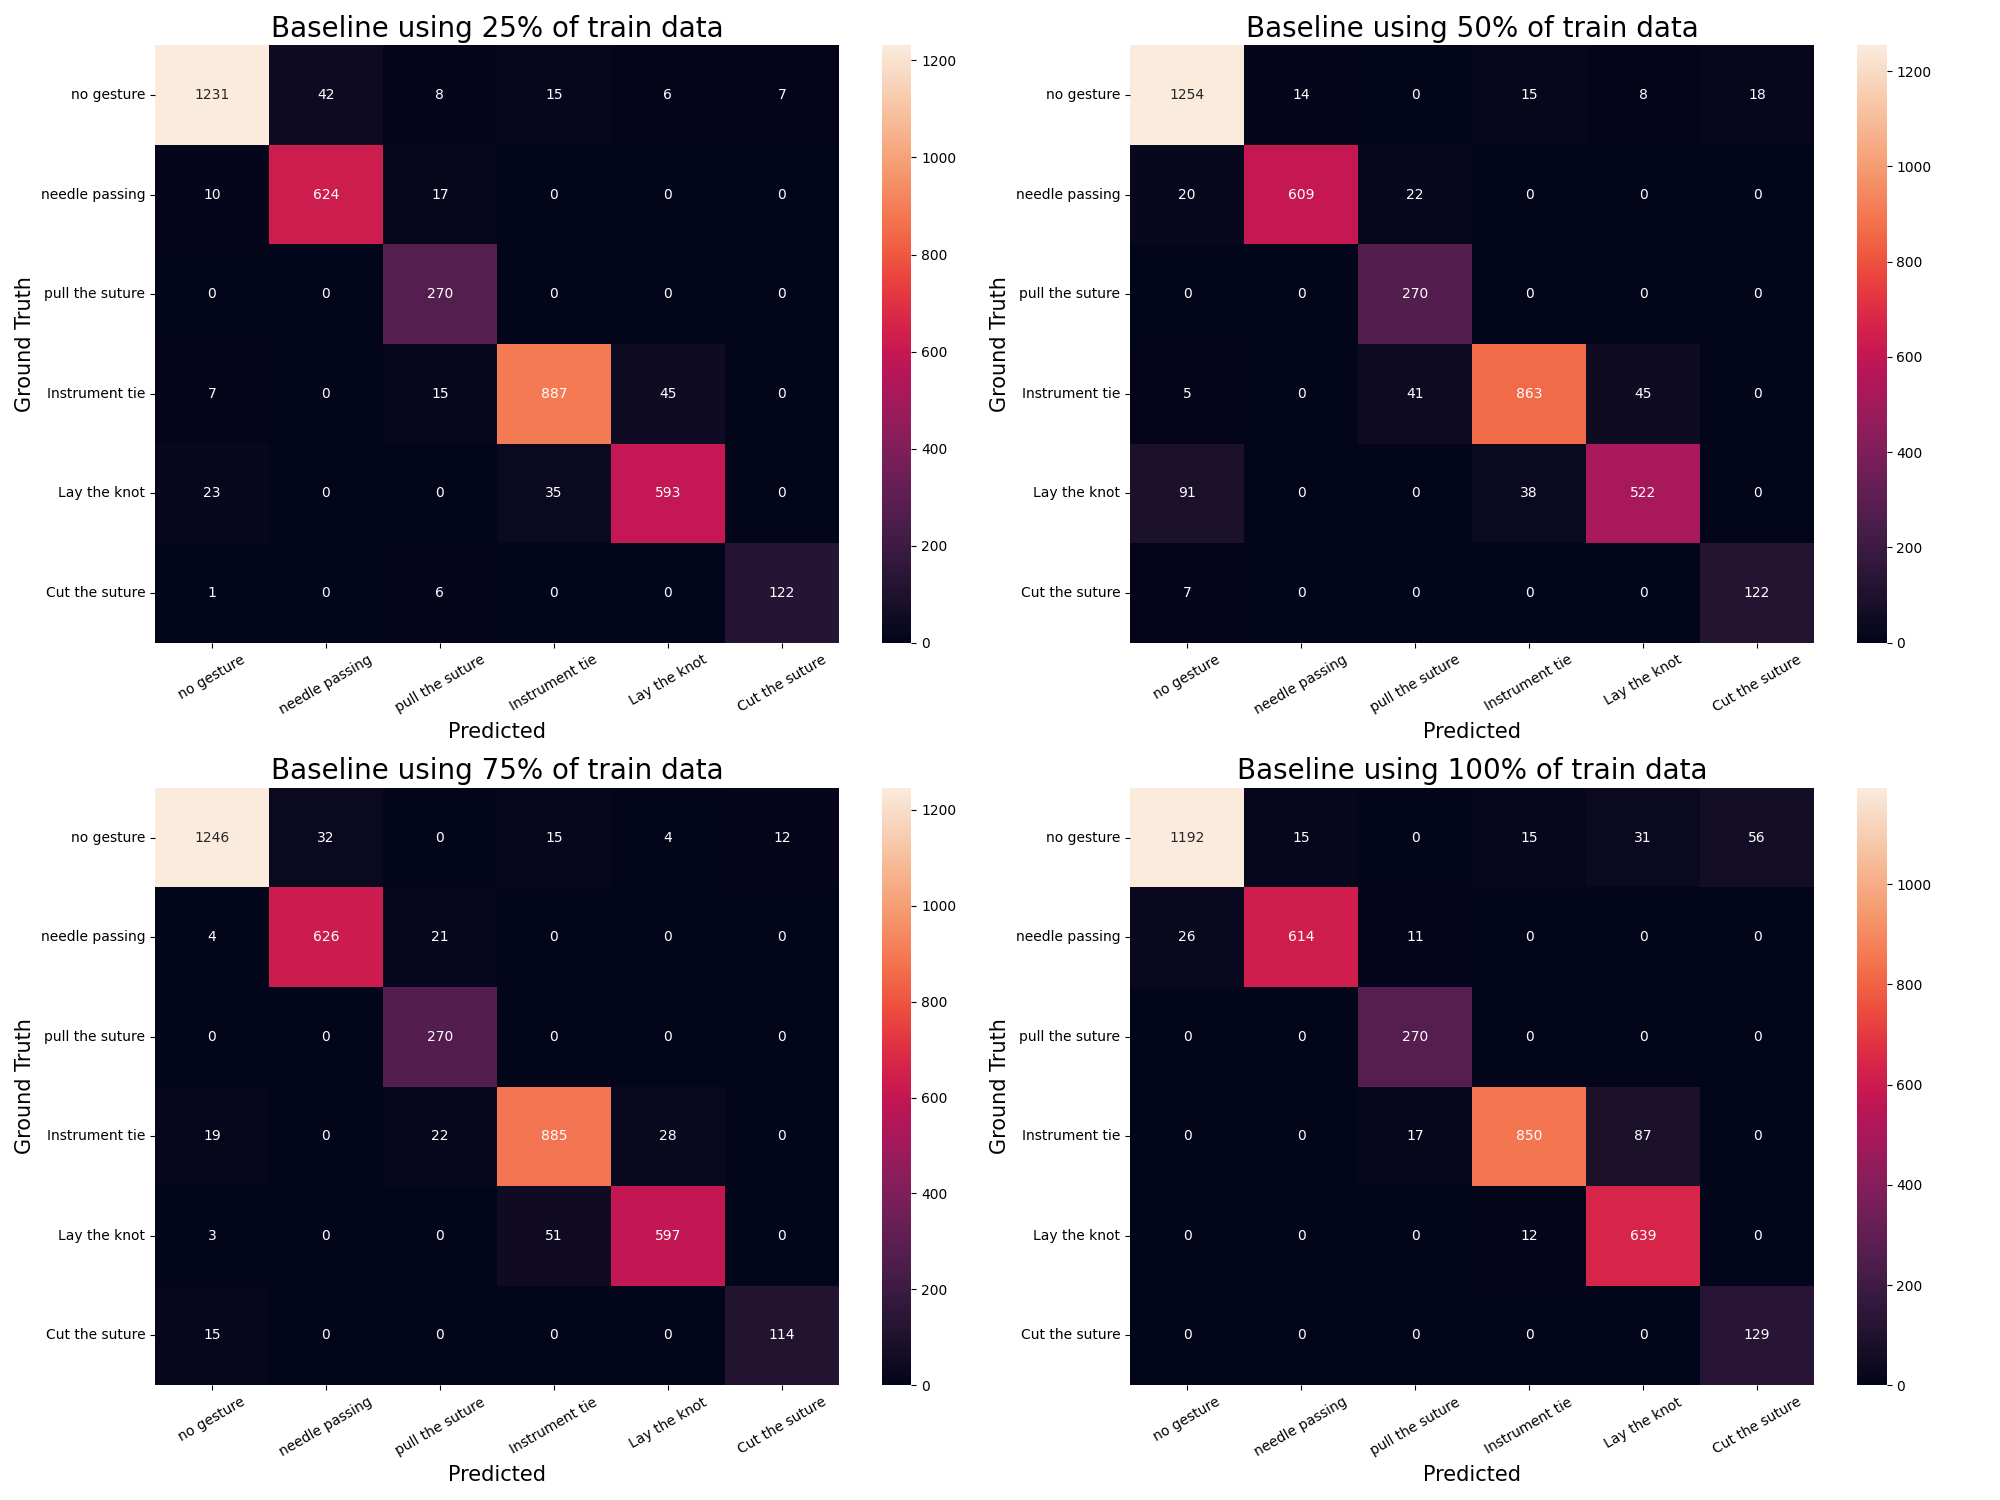 Baseline using 25% of train data
Ground Truth
no gesture 1231 42 8 15 6 7
needle passing 10 624 17 0 0 0
pull the suture 0 0 270 0 0 0
Instrument tie 7 0 15 887 45 0
Lay the knot 23 0 0 35 593 0
Cut the suture 1 0 6 0 0 122
no gesture needle passing pull the suture Instrument tie Lay the knot Cut the suture
Predicted
1200
1000
800
600
400
200
0
Baseline using 50% of train data
Ground Truth
no gesture 1254 14 0 15 8 18
needle passing 20 609 22 0 0 0
pull the suture 0 0 270 0 0 0
Instrument tie 5 0 41 863 45 0
Lay the knot 91 0 0 38 522 0
Cut the suture 7 0 0 0 0 122
no gesture needle passing pull the suture Instrument tie Lay the knot Cut the suture
Predicted
1200
1000
800
600
400
200
0
Baseline using 75% of train data
Ground Truth
no gesture 1246 32 0 15 4 12
needle passing 4 626 21 0 0 0
pull the suture 0 0 270 0 0 0
Instrument tie 19 0 22 885 28 0
Lay the knot 3 0 0 51 597 0
Cut the suture 15 0 0 0 0 114
no gesture needle passing pull the suture Instrument tie Lay the knot Cut the suture
Predicted
1200
1000
800
600
400
200
0
Baseline using 100% of train data
Ground Truth
no gesture 1192 15 0 15 31 56
needle passing 26 614 11 0 0 0
pull the suture 0 0 270 0 0 0
Instrument tie 0 0 17 850 87 0
Lay the knot 0 0 0 12 639 0
Cut the suture 0 0 0 0 0 129
no gesture needle passing pull the suture Instrument tie Lay the knot Cut the suture
Predicted
1000
800
600
400
200
0